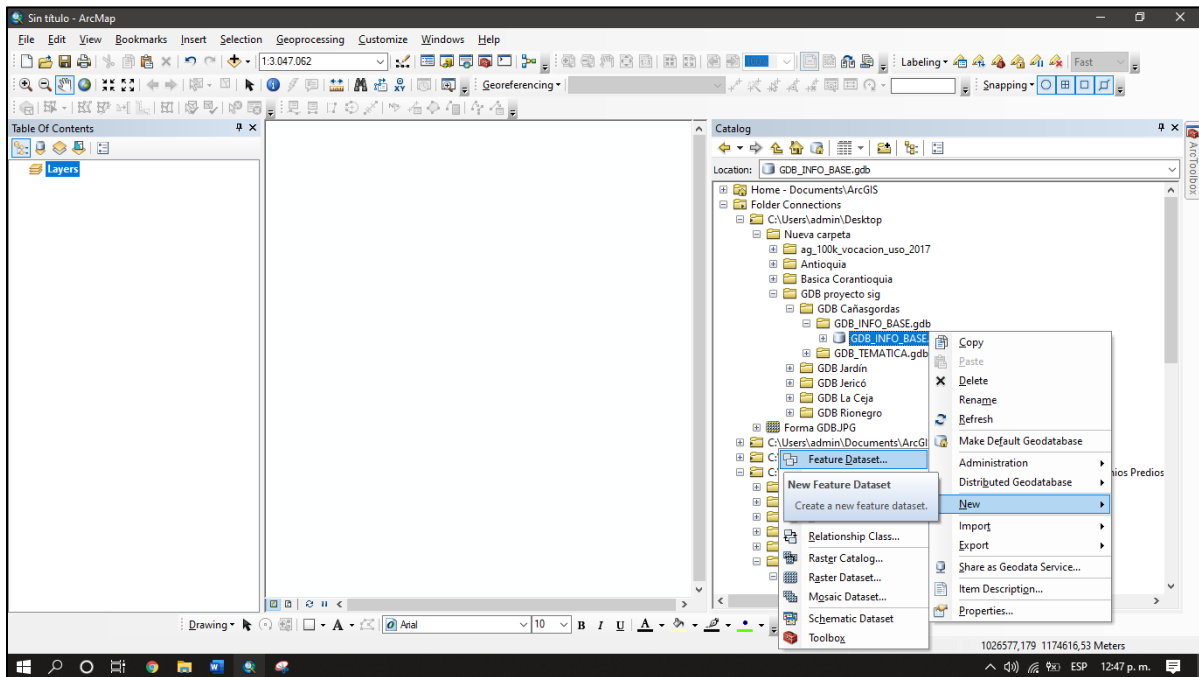 Sin título - ArcMap
File Edit View Bookmarks Insert Selection Geoprocessing Customize Windows Help
1:3.047.062
Labeling
Fast
Georeferencing
Snapping
Table Of Contents
Layers
Catalog
Location: GDB_INFO_BASE.gdb
Home - Documents\ArcGIS
Folder Connections
C:\Users\admin\Desktop
Nueva carpeta
ag_100k_vocacion_uso_2017
Antioquia
Basica Corantioquia
GDB proyecto sig
GDB Cañasgordas
GDB_INFO_BASE.gdb
GDB_INFO_BASE.
GDB_TEMATICA.gdb
GDB Jardín
GDB Jericó
GDB La Ceja
GDB Rionegro
Forma GDB.JPG
C:\Users\admin\Documents\ArcGI
C:
C:
ios Predios
Copy
Paste
Delete
Rename
Refresh
Make Default Geodatabase
Administration
Distributed Geodatabase
New
Import
Export
Share as Geodata Service...
Item Description...
Properties...
Feature Dataset...
New Feature Dataset
Create a new feature dataset.
Relationship Class...
Raster Catalog...
Raster Dataset...
Mosaic Dataset...
Schematic Dataset
Toolbox
ArcToolbox
Drawing
A
Arial
10
B I U A
1026577,179 1174616,53 Meters
ESP 12:47 p. m.